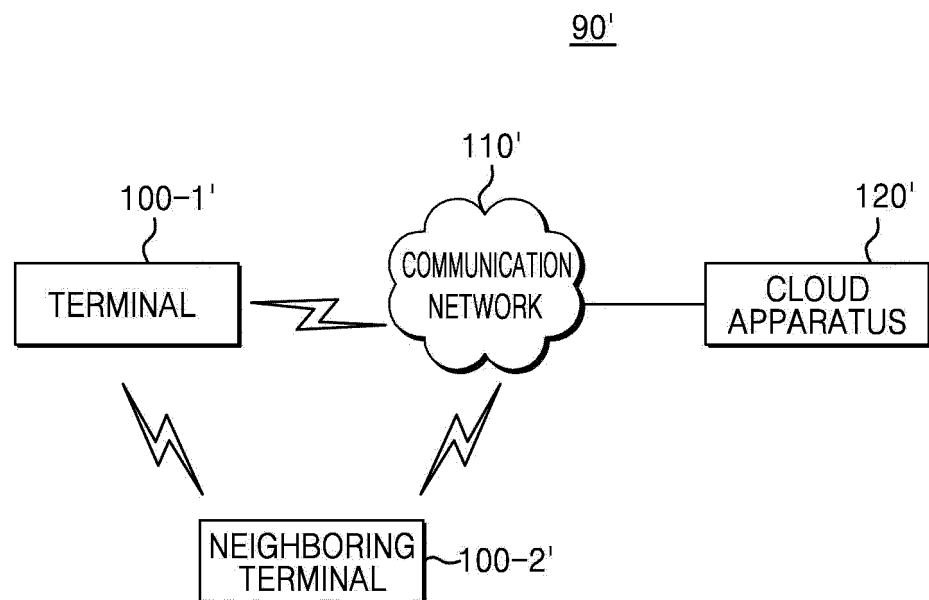 90'
110'
100-1'
120'
TERMINAL
COMMUNICATION
NETWORK
CLOUD
APPARATUS
NEIGHBORING
TERMINAL
100-2'